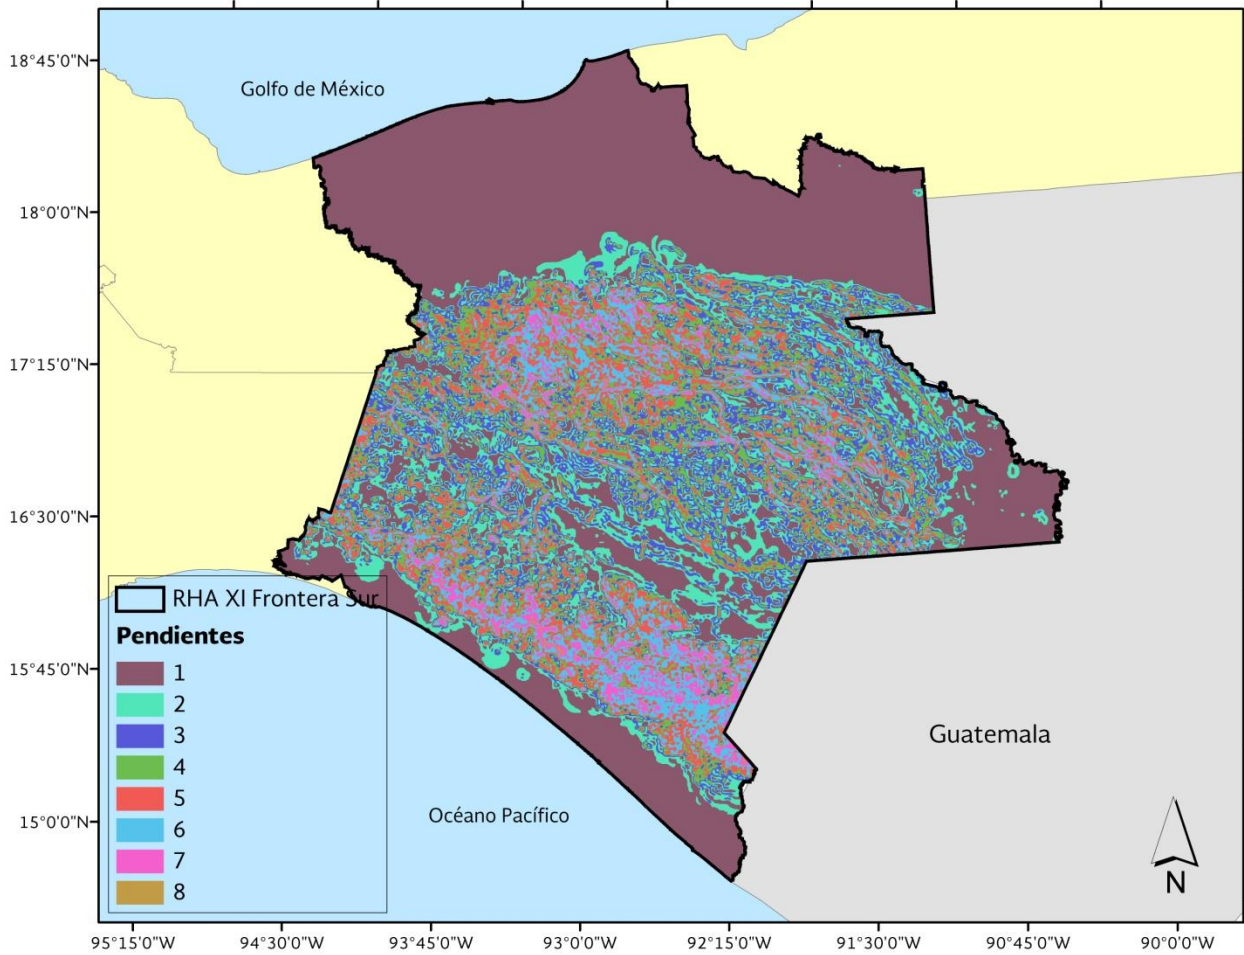 18°45'0"N
18°0'0"N
17°15'0"N
16°30'0"N
15°45'0"N
15°0'0"N
Golfo de México
RHA XI Frontera Sur
Pendientes
1
2
3
4
5
6
7
8
Guatemala
Océano Pacífico
N
95°15'0"W 94°30'0"W 93°45'0"W 93°0'0"W 92°15'0"W 91°30'0"W 90°45'0"W 90°0'0"W